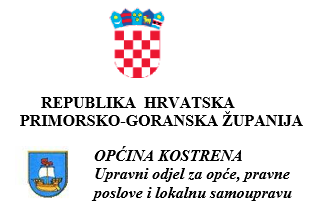 REPUBLIKA HRVATSKA
PRIMORSKO-GORANSKA ŽUPANIJA
OPĆINA KOSTRENA
Upravni odjel za opće, pravne
poslove i lokalnu samoupravu